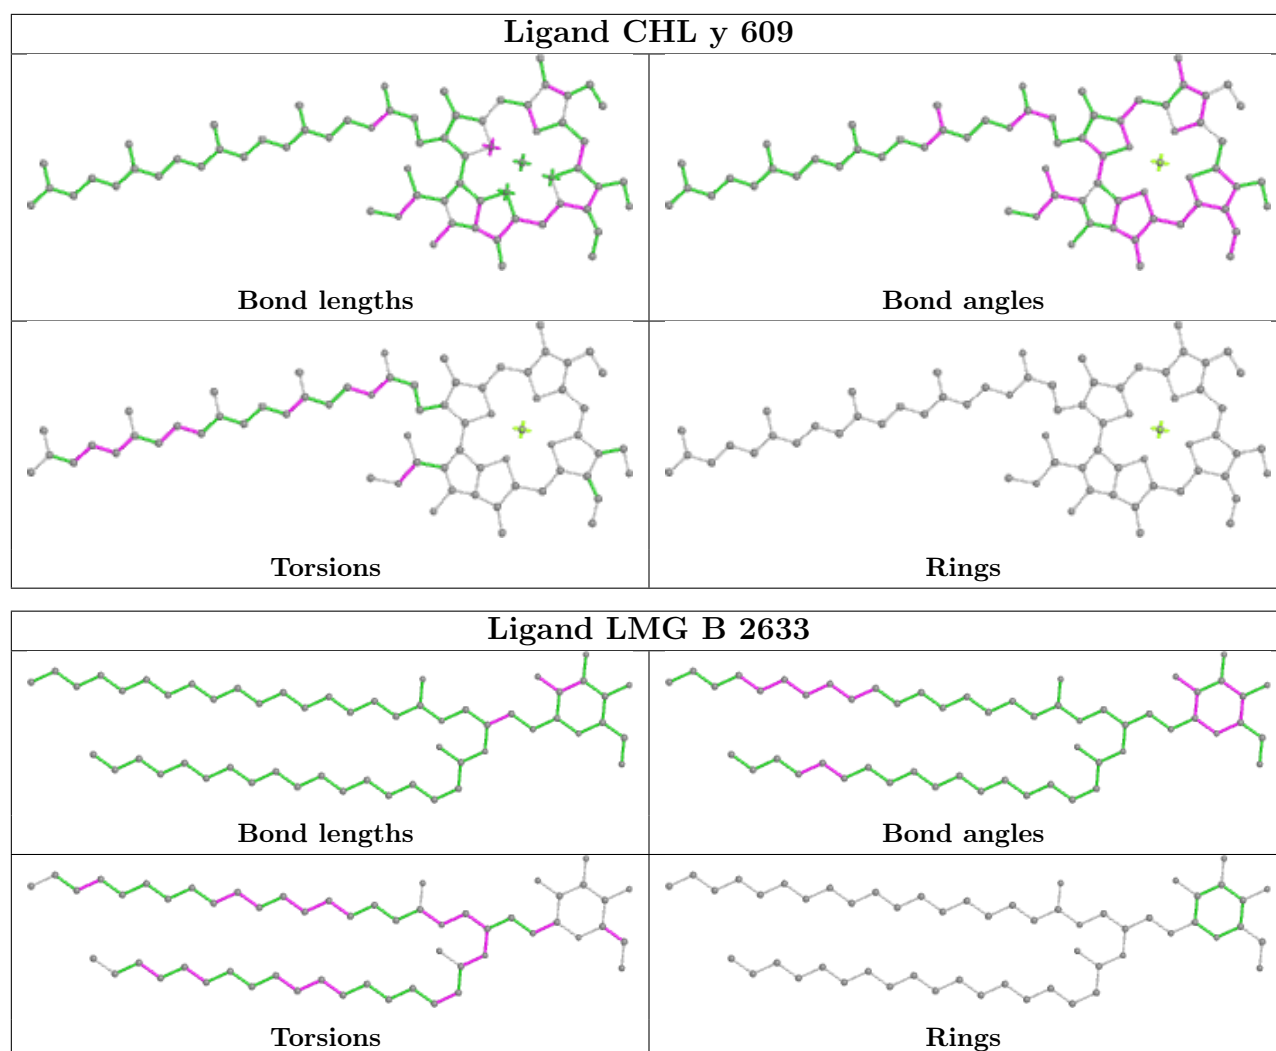 Ligand CHL y 609
Bond lengths
Bond angles
Torsions
Rings
Ligand LMG B 2633
Bond lengths
Bond angles
Torsions
Rings